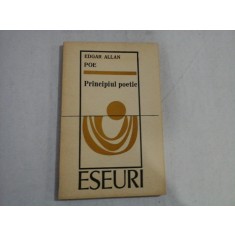 EDGAR ALLAN
POE
Principiul poetic
ESEURI